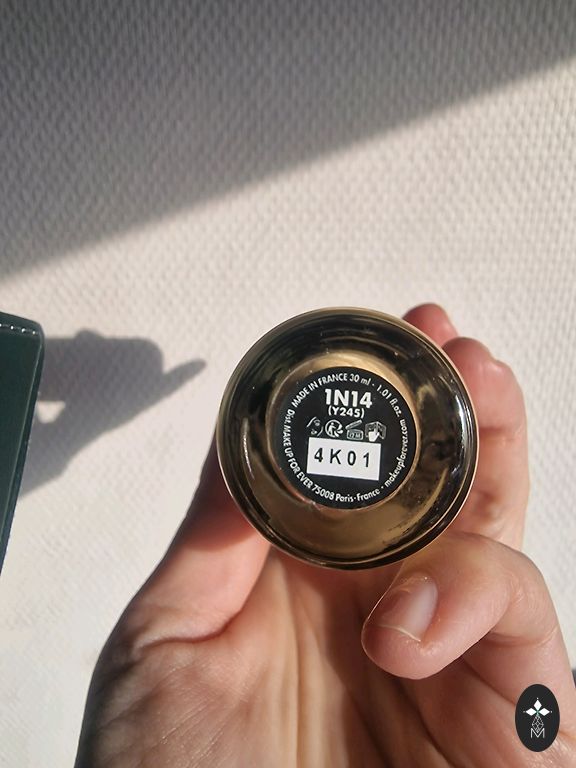 MADE IN FRANCE 30 ml - 1.01 fl.oz.
1N14
(Y245)
12 M
4K01
Dist. MAKE UP FOR EVER 75008 Paris-France - makeupforever.com
M